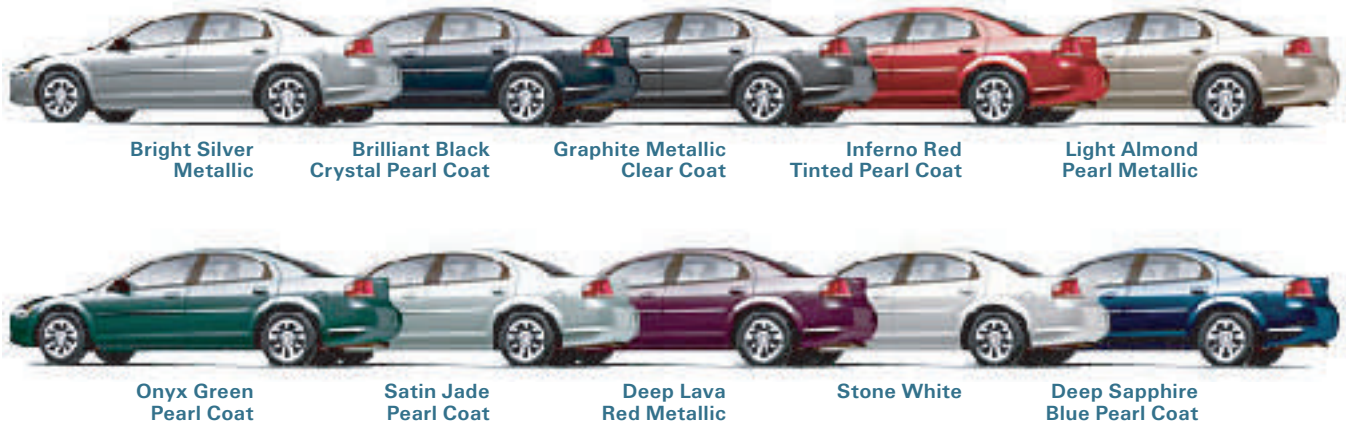 Bright Silver
Metallic
Brilliant Black
Crystal Pearl Coat
Graphite Metallic
Clear Coat
Inferno Red
Tinted Pearl Coat
Light Almond
Pearl Metallic
Onyx Green
Pearl Coat
Satin Jade
Pearl Coat
Deep Lava
Red Metallic
Stone White
Deep Sapphire
Blue Pearl Coat